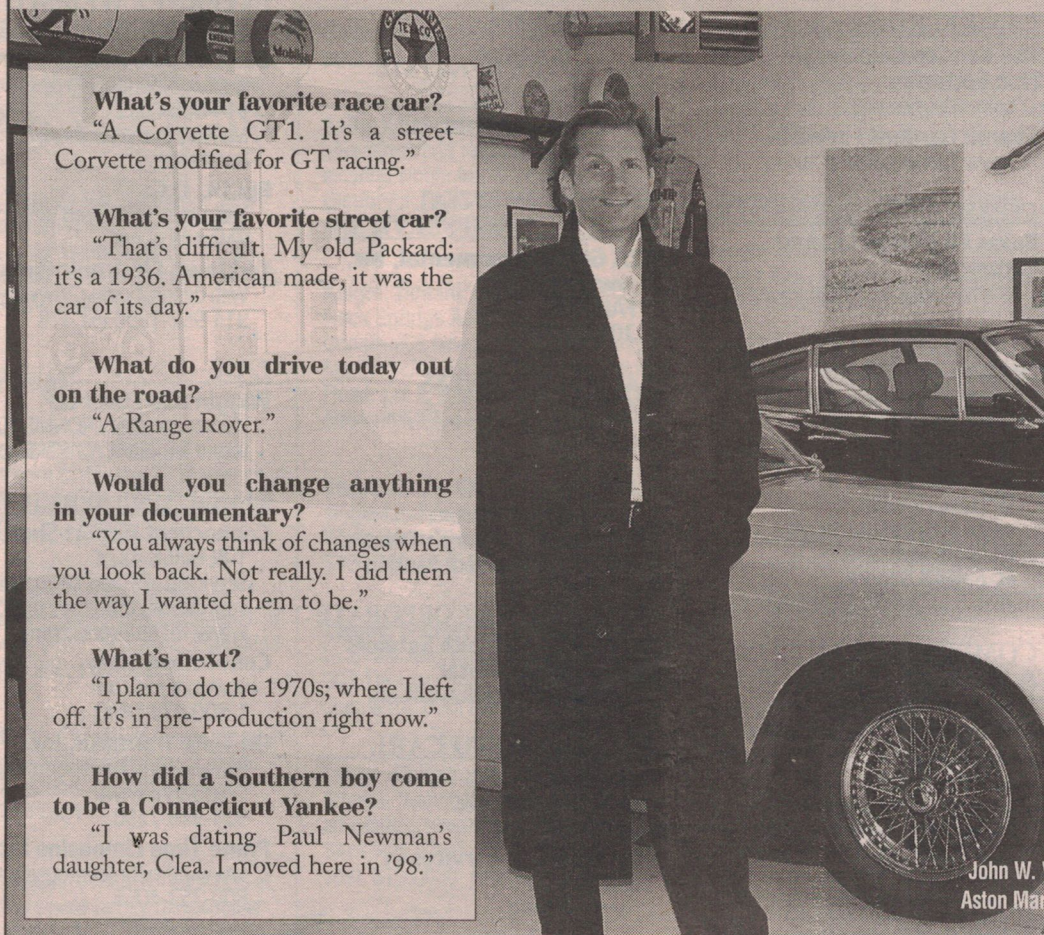 TEXACO
Mobil
What's your favorite race car?
“A Corvette GT1. It's a street
Corvette modified for GT racing.”
What's your favorite street car?
“That's difficult. My old Packard;
it's a 1936. American made, it was the
car of its day.”
What do you drive today out
on the road?
“A Range Rover.”
Would you change anything
in your documentary?
“You always think of changes when
you look back. Not really. I did them
the way I wanted them to be.”
What's next?
“I plan to do the 1970s; where I left
off. It's in pre-production right now.”
How did a Southern boy come
to be a Connecticut Yankee?
“I was dating Paul Newman's
daughter, Clea. I moved here in ’98.”
John W.
Aston Mar